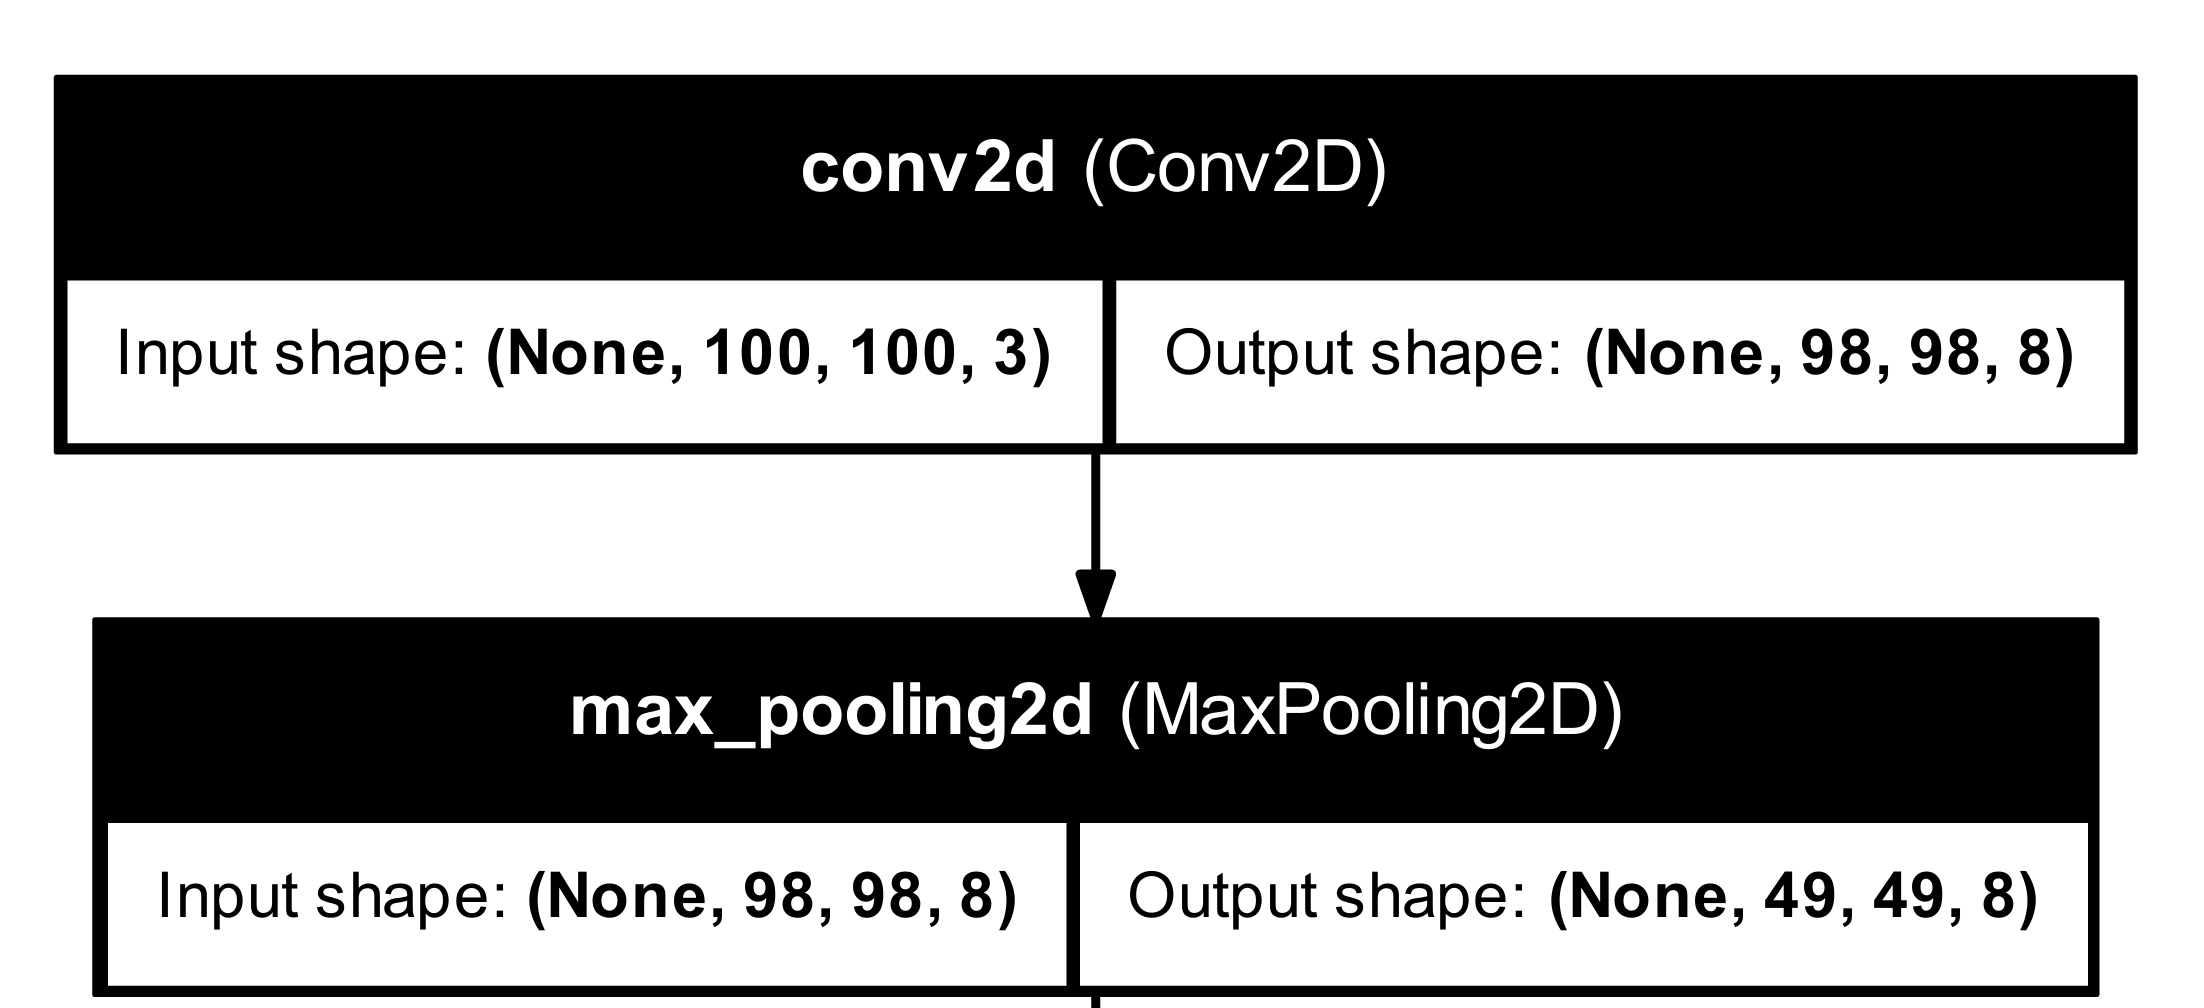 conv2d (Conv2D)
Input shape: (None, 100, 100, 3) Output shape: (None, 98, 98, 8)
max_pooling2d (MaxPooling2D)
Input shape: (None, 98, 98, 8) Output shape: (None, 49, 49, 8)